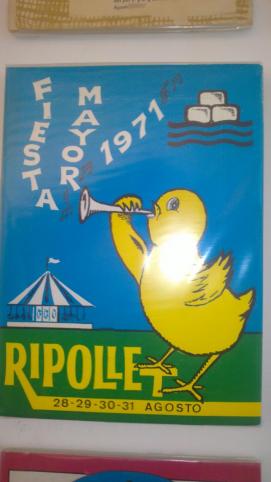 FIESTA
MAYOR
1971
RIPOLLET
28-29-30-31 AGOSTO